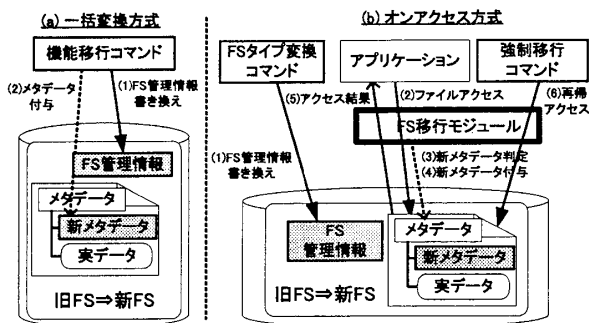 (a) 一括変換方式
機能移行コマンド
(2)メタデータ
付与
(1)FS管理情報
書き換え
FS管理情報
メタデータ
新メタデータ
実データ
旧FS⇒新FS
(b) オンアクセス方式
FSタイプ変換
コマンド
アプリケーション
強制移行
コマンド
(5)アクセス結果
(2)ファイルアクセス
(6)再帰
アクセス
FS移行モジュール
(1)FS管理情報
書き換え
(3)新メタデータ判定
(4)新メタデータ付与
FS
管理情報
メタデータ
新メタデータ
実データ
旧FS⇒新FS